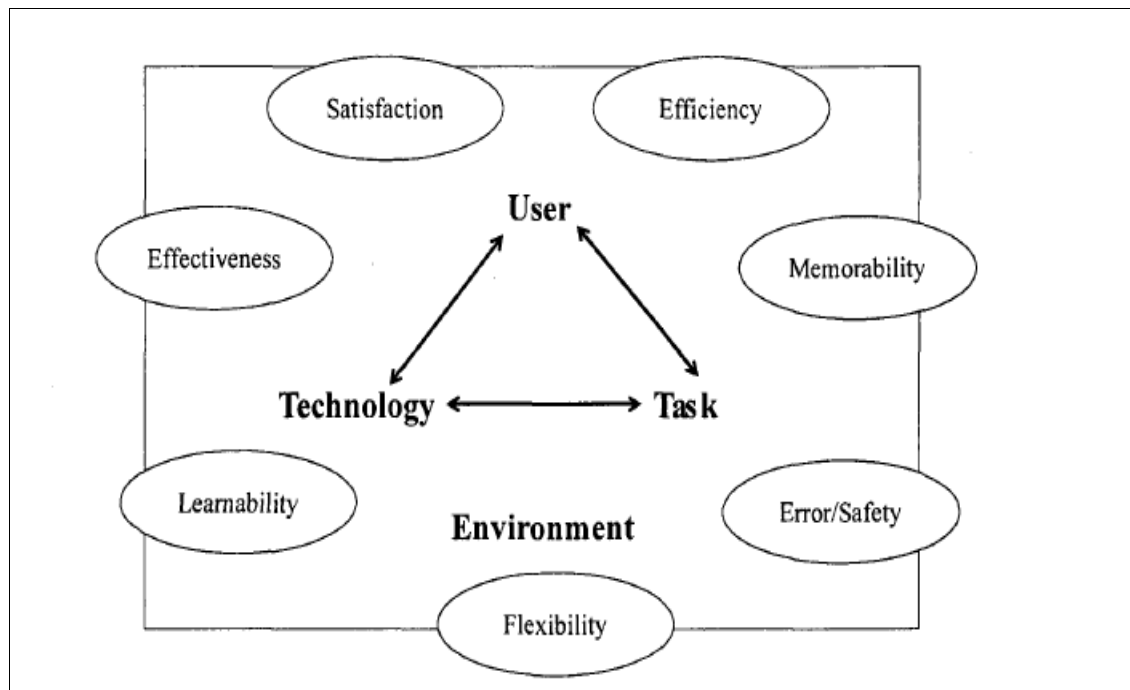 Satisfaction
Efficiency
User
Effectiveness
Memorability
Technology
Task
Learnability
Error/Safety
Environment
Flexibility